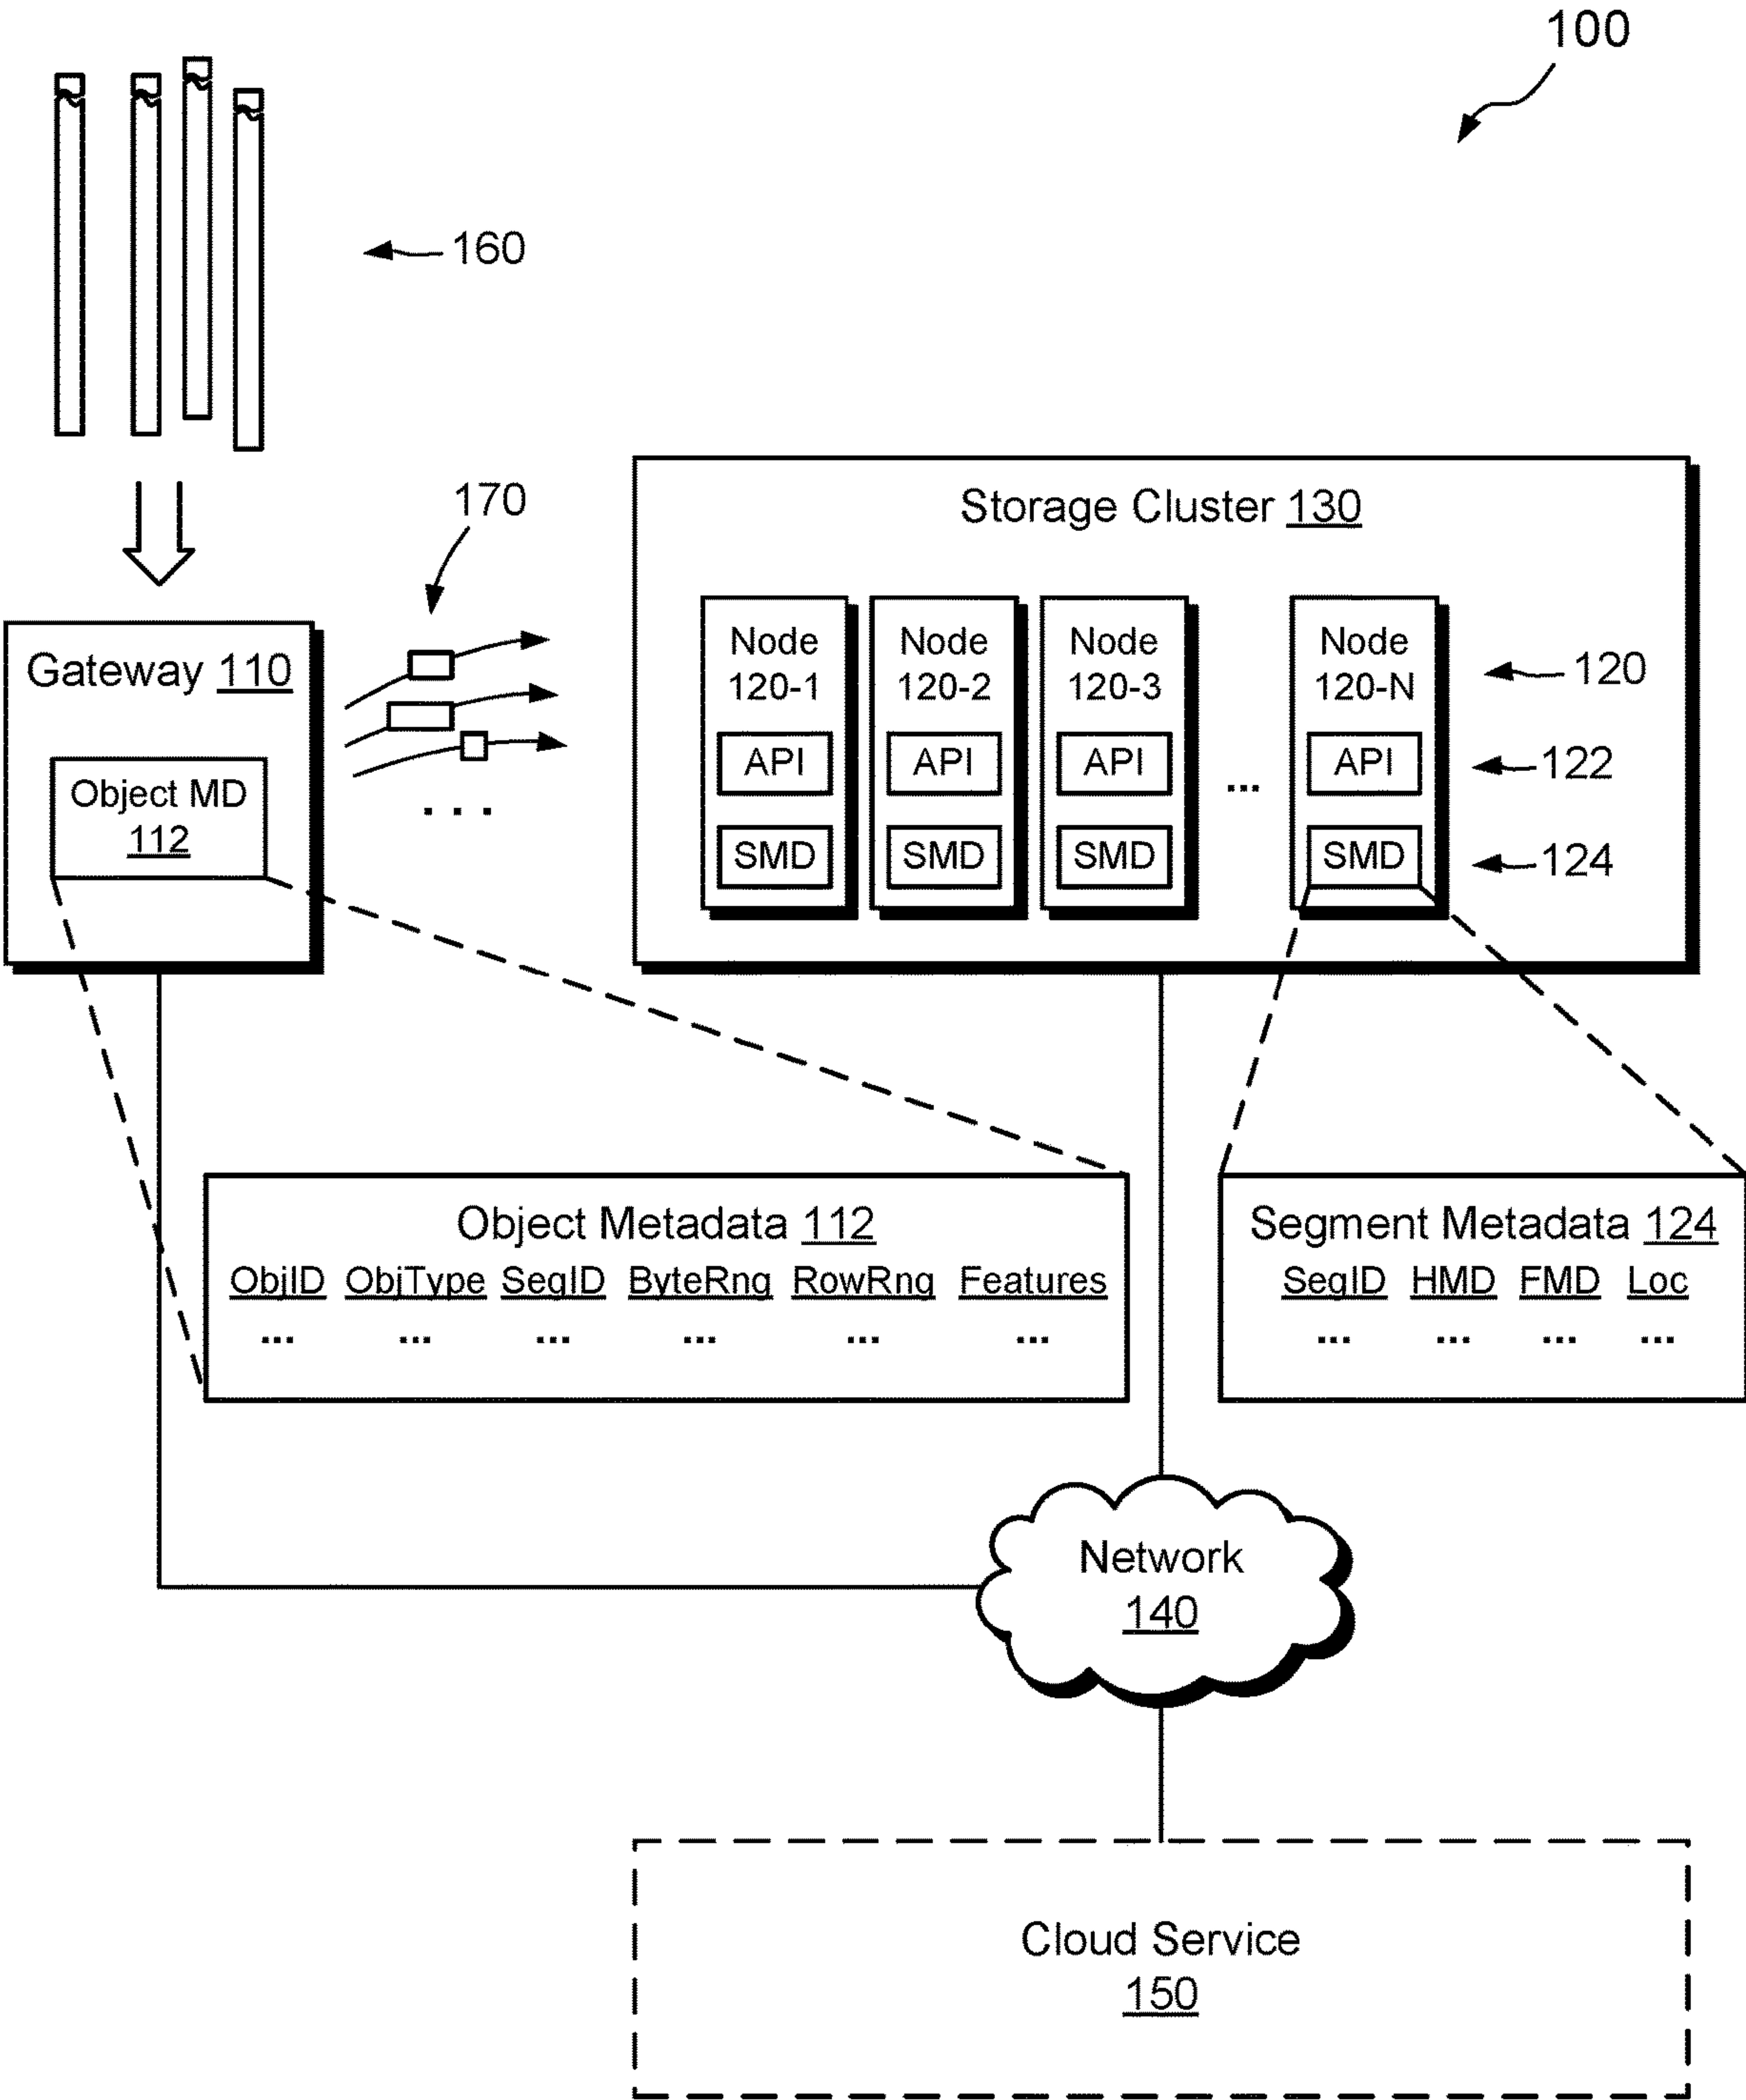 100
160
170
Storage Cluster 130
Gateway 110
Object MD
112
. . .
Node
120-1
API
SMD
Node
120-2
API
SMD
Node
120-3
API
SMD
...
Node
120-N
API
SMD
120
122
124
Object Metadata 112
ObjID ObjType SegID ByteRng RowRng Features
... ... ... ... ... ...
Segment Metadata 124
SegID HMD FMD Loc
... ... ... ...
Network
140
Cloud Service
150